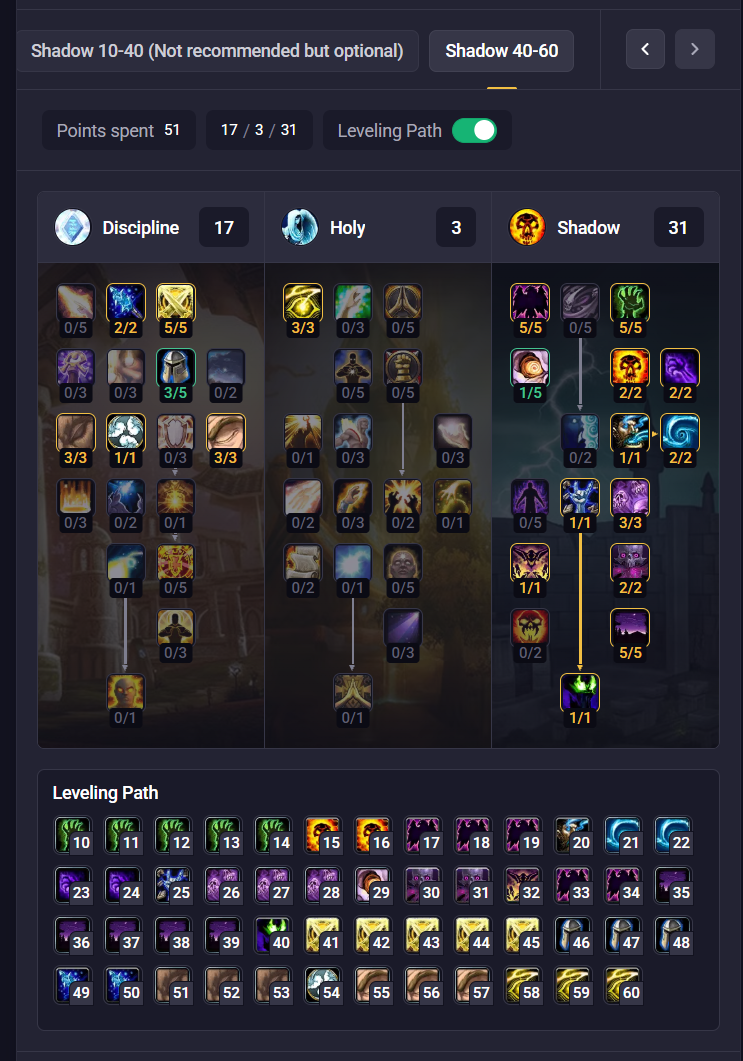 Shadow 10-40 (Not recommended but optional) Shadow 40-60
Points spent 51 17 / 3 / 31 Leveling Path
Discipline 17 Holy 3 Shadow 31
0/5 2/2 5/5 3/3 0/3 0/5 5/5 0/5 5/5
0/3 0/3 3/5 0/2 0/5 0/5 1/5 2/2 2/2
3/3 1/1 0/3 3/3 0/1 0/3 0/3 0/2 1/1 2/2
0/3 0/2 0/1 0/2 0/3 0/2 0/1 0/5 1/1 3/3
0/1 0/5 0/2 0/1 0/5 1/1 2/2
0/3 0/3 0/2 5/5
0/1 0/1 1/1
Leveling Path
10 11 12 13 14 15 16 17 18 19 20 21 22
23 24 25 26 27 28 29 30 31 32 33 34 35
36 37 38 39 40 41 42 43 44 45 46 47 48
49 50 51 52 53 54 55 56 57 58 59 60